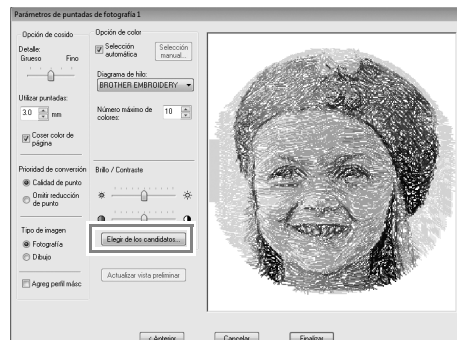 Parámetros de puntadas de fotografía 1
Opción de cosido
Detalle:
Grueso Fino
Utilizar puntadas:
3.0 mm
Coser color de
página
Prioridad de conversión
Calidad de punto
Omitir reducción
de punto
Tipo de imagen
Fotografía
Dibujo
Agreg perfil másc
Opción de color
Selección
automática
Selección
manual...
Diagrama de hilo:
BROTHER EMBROIDERY
Número máximo de
colores:
10
Brillo / Contraste
Elegir de los candidatos...
Actualizar vista preliminar
< Anterior
Cancelar
Finalizar